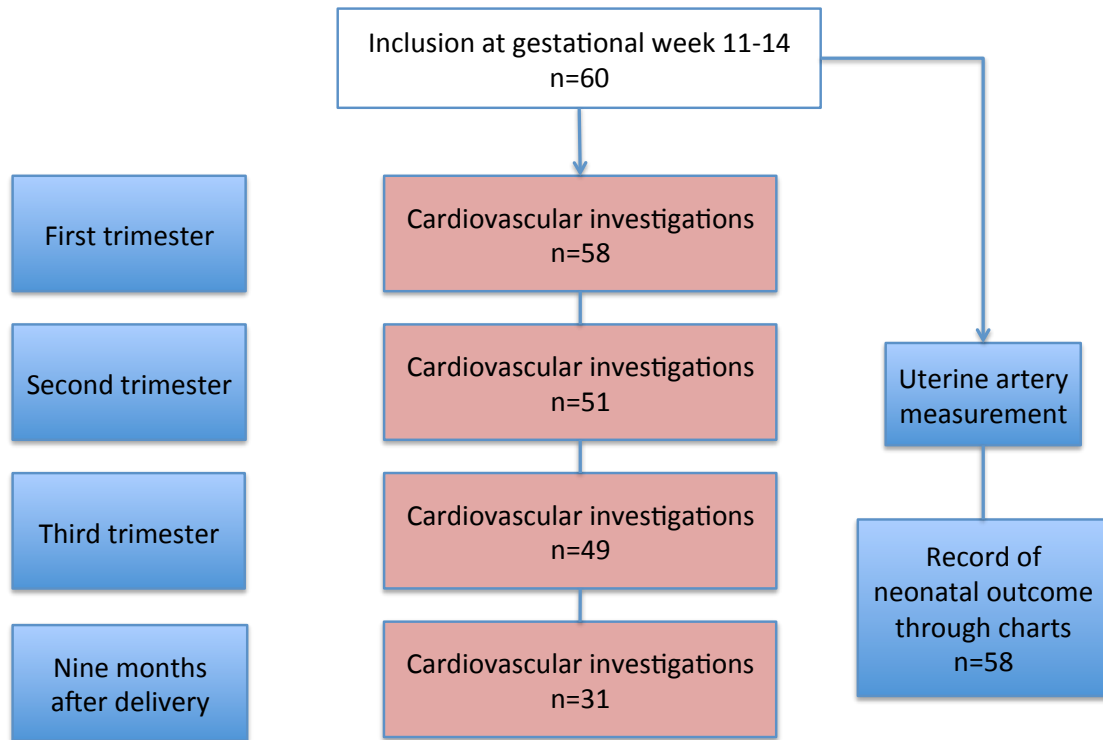 Inclusion at gestational week 11-14
n=60
First trimester
Cardiovascular investigations
n=58
Second trimester
Cardiovascular investigations
n=51
Uterine artery
measurement
Third trimester
Cardiovascular investigations
n=49
Record of
neonatal outcome
through charts
n=58
Nine months
after delivery
Cardiovascular investigations
n=31